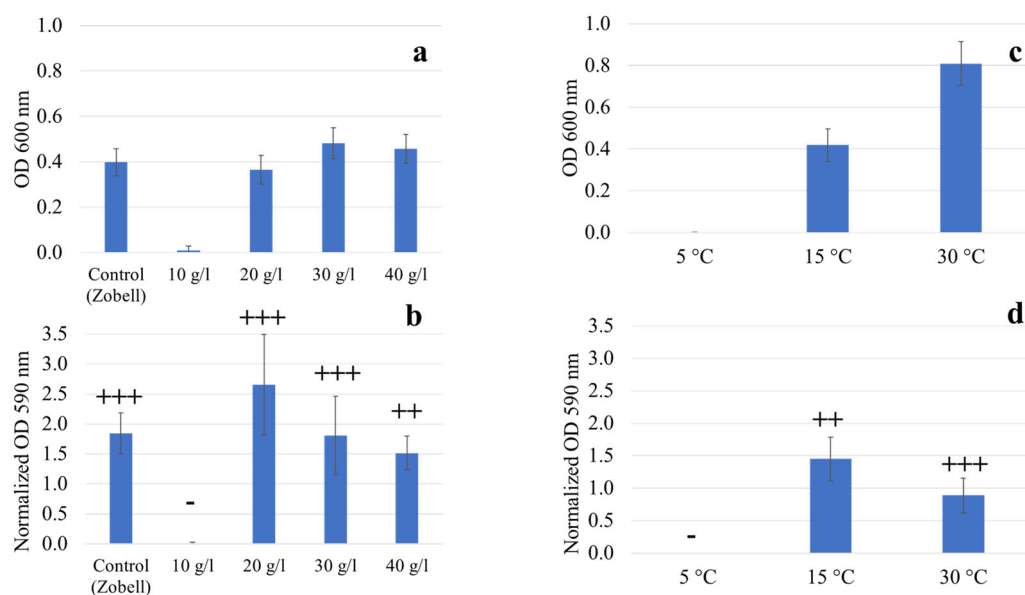 a
OD 600 nm
1.0
0.8
0.6
0.4
0.2
0.0
Control
(Zobell)
10 g/l
20 g/l
30 g/l
40 g/l
c
OD 600 nm
1.0
0.8
0.6
0.4
0.2
0.0
5 °C
15 °C
30 °C
b
Normalized OD 590 nm
3.5
3.0
2.5
2.0
1.5
1.0
0.5
0.0
+++
-
+++
+++
++
Control
(Zobell)
10 g/l
20 g/l
30 g/l
40 g/l
d
Normalized OD 590 nm
3.5
3.0
2.5
2.0
1.5
1.0
0.5
0.0
-
++
+++
5 °C
15 °C
30 °C